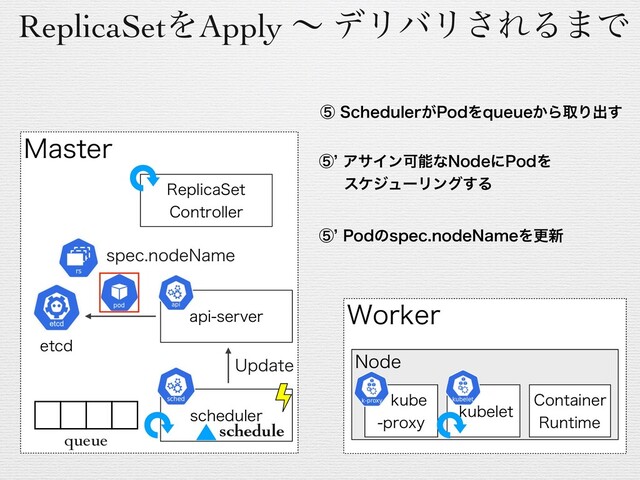 ReplicaSetをApply 〜 デリバリされるまで
⑤ SchedulerがPodをqueueから取り出す
⑤’ アサイン可能なNodeにPodを
スケジューリングする
⑤’ Podのspec.nodeNameを更新
Master
ReplicaSet
Controller
rs
spec.nodeName
pod
api
etcd
api-server
etcd
Update
sched
scheduler
schedule
queue
Worker
Node
k-proxy
kube
-proxy
kubelet
kubelet
Container
Runtime